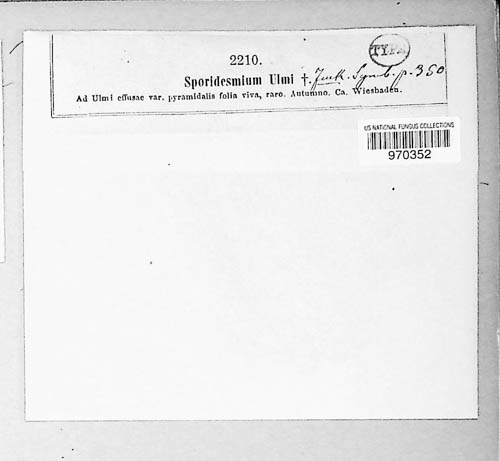 TYPE
2210.
Sporidesmium Ulmi †. Fuck. Symb. p. 350
Ad Ulmi effusae var. pyramidalis folia viva, raro. Autumno. Ca. Wiesbaden.
US NATIONAL FUNGUS COLLECTIONS
970352